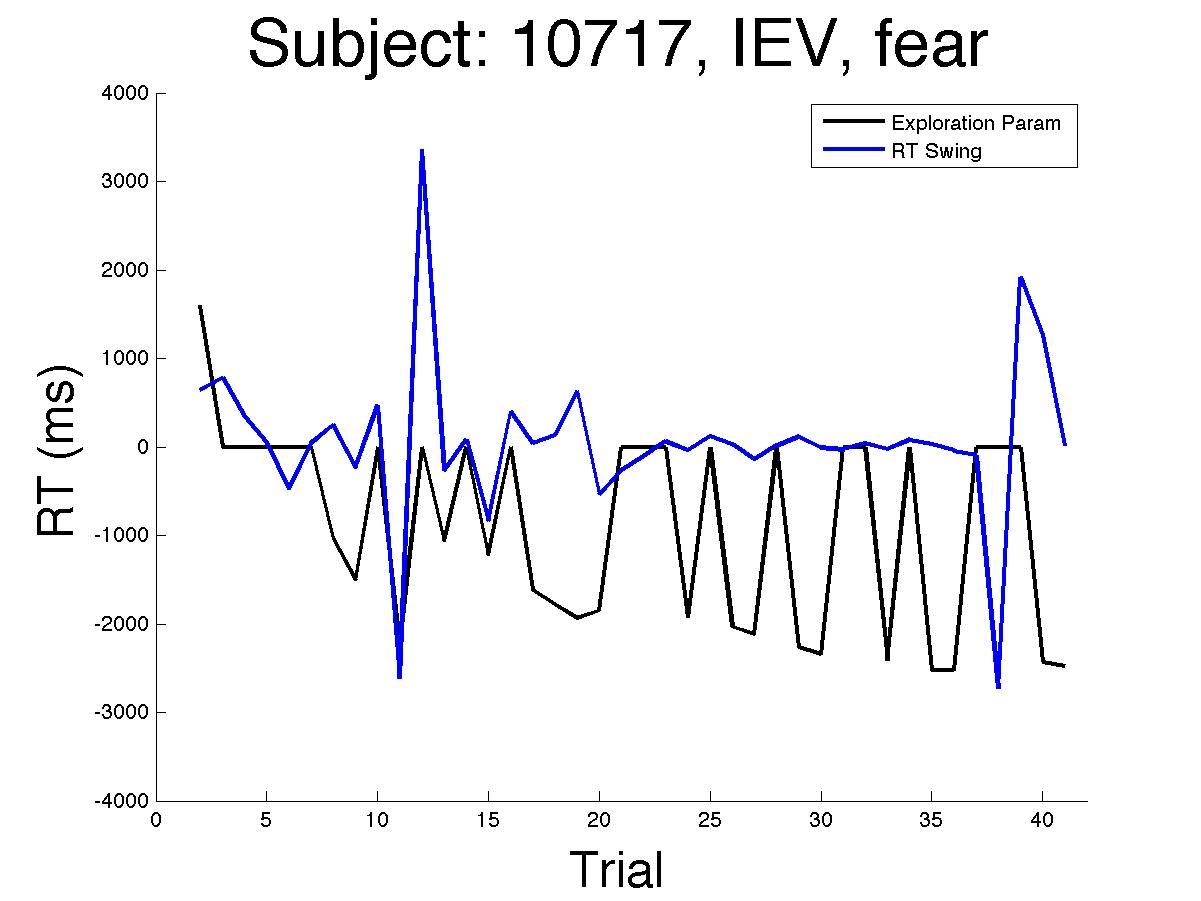 Subject: 10717, IEV, fear
Exploration Param
RT Swing
RT (ms)
4000
3000
2000
1000
0
-1000
-2000
-3000
-4000
0 5 10 15 20 25 30 35 40
Trial